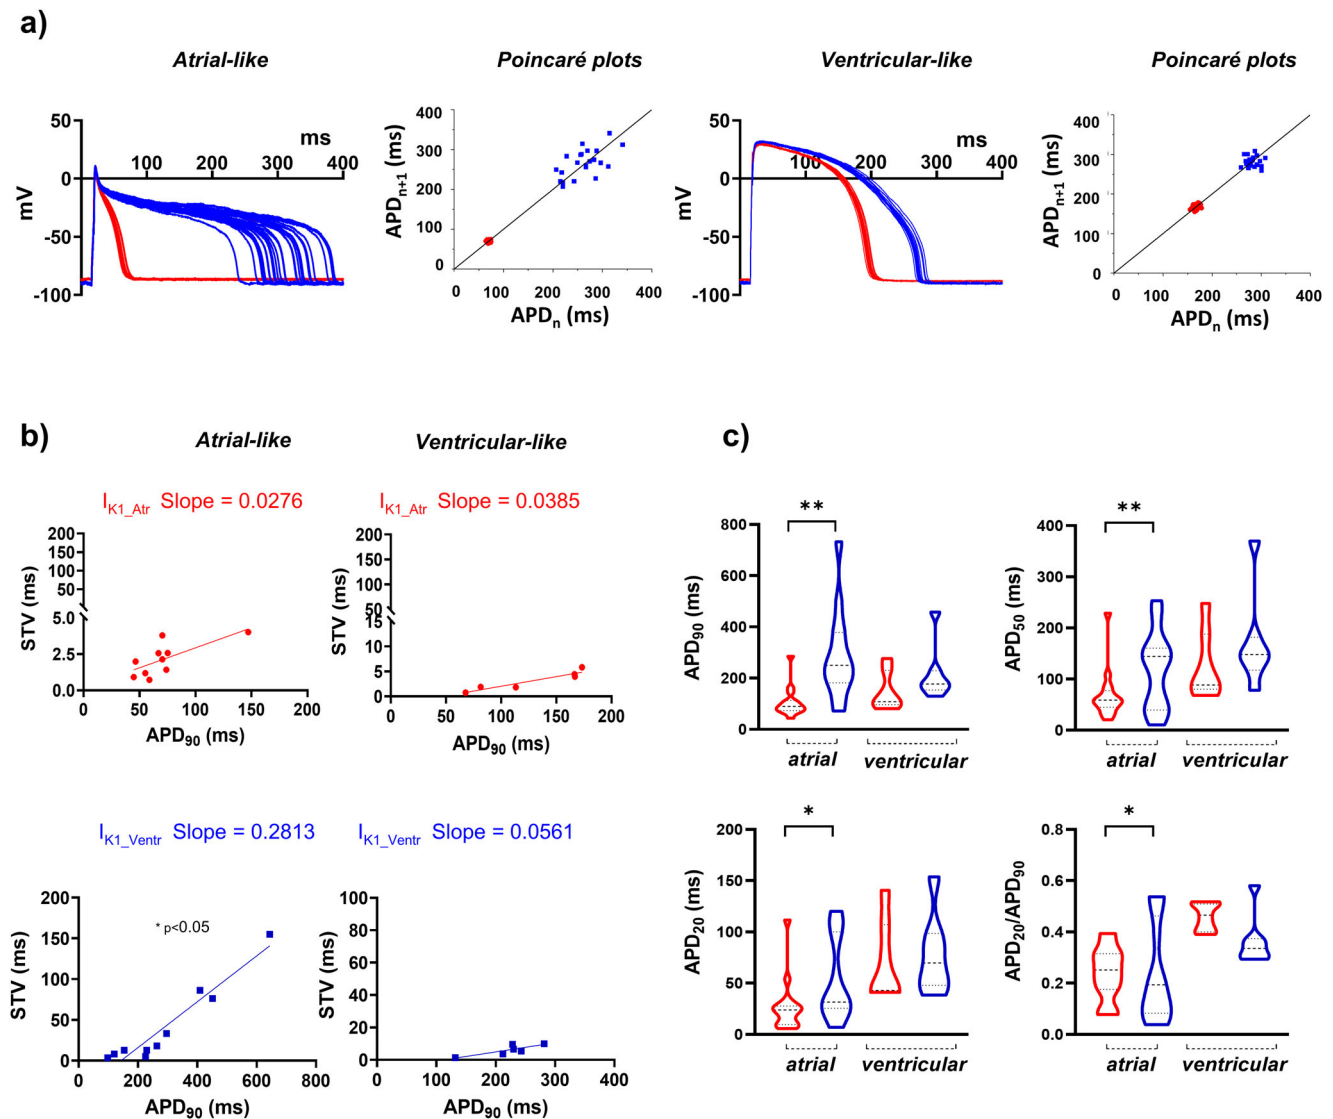 a)
Atrial-like
Poincaré plots
Ventricular-like
Poincaré plots
50
0
-50
-100
mV
ms
100 200 300 400
400
300
200
100
0
APDn+1 (ms)
0 100 200 300 400
APDn (ms)
50
0
-50
-100
mV
ms
100 200 300 400
400
300
200
100
0
APDn+1 (ms)
0 100 200 300 400
APDn (ms)
b)
Atrial-like
Ventricular-like
IK1_Atr Slope = 0.0276
IK1_Atr Slope = 0.0385
200
150
100
50
5.0
2.5
0.0
STV (ms)
0 50 100 150 200
APD90 (ms)
200
150
100
50
15
10
5
0
STV (ms)
0 50 100 150 200
APD90 (ms)
IK1_Ventr Slope = 0.2813
IK1_Ventr Slope = 0.0561
* p<0.05
200
150
100
50
0
STV (ms)
0 200 400 600 800
APD90 (ms)
100
80
60
40
20
0
STV (ms)
0 100 200 300 400
APD90 (ms)
c)
**
800
600
400
200
0
APD90 (ms)
atrial ventricular
**
400
300
200
100
0
APD50 (ms)
atrial ventricular
*
200
150
100
50
0
APD20 (ms)
atrial ventricular
*
0.8
0.6
0.4
0.2
0.0
APD20/APD90
atrial ventricular